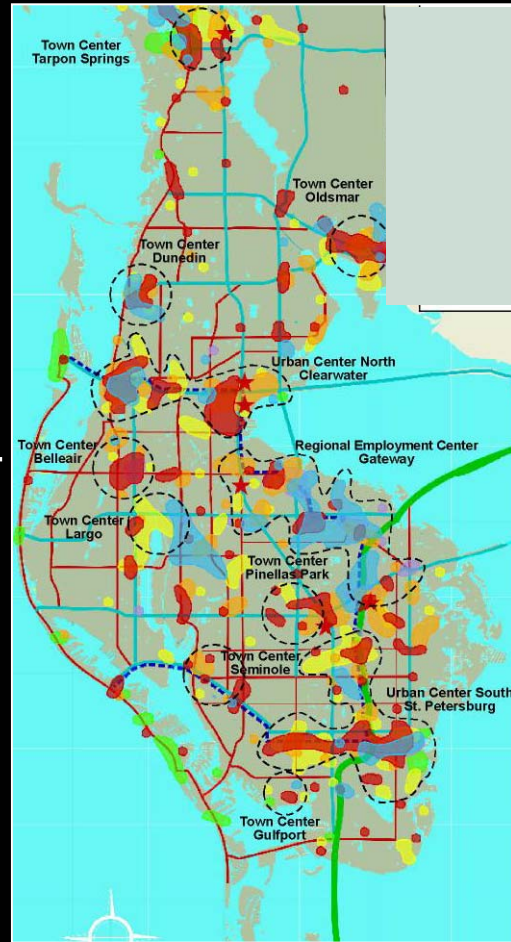 Town Center
Tarpon Springs
Town Center
Oldsmar
Town Center
Dunedin
Urban Center North
Clearwater
Town Center
Belleair
Regional Employment Center
Gateway
Town Center
Largo
Town Center
Pinellas Park
Town Center
Seminole
Urban Center South
St. Petersburg
Town Center
Gulfport